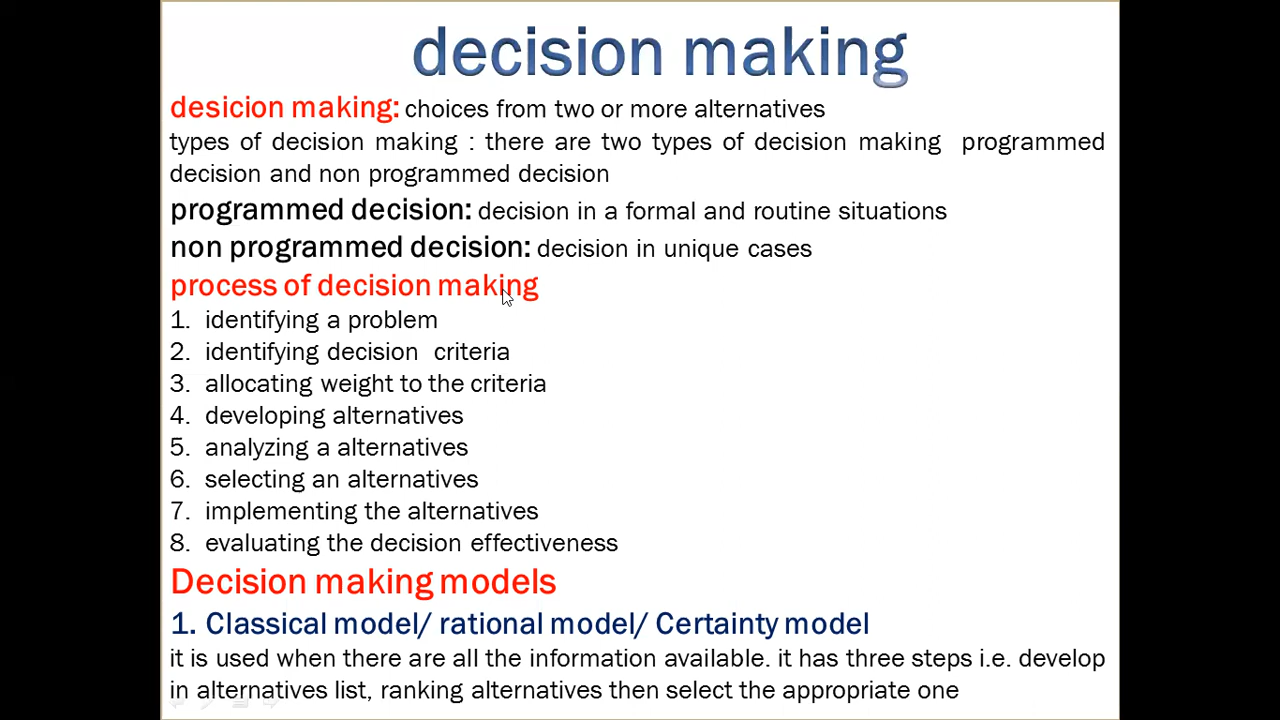 decision making
desicion making: choices from two or more alternatives
types of decision making : there are two types of decision making programmed
decision and non programmed decision
programmed decision: decision in a formal and routine situations
non programmed decision: decision in unique cases
process of decision making
1. identifying a problem
2. identifying decision criteria
3. allocating weight to the criteria
4. developing alternatives
5. analyzing a alternatives
6. selecting an alternatives
7. implementing the alternatives
8. evaluating the decision effectiveness
Decision making models
1. Classical model/ rational model/ Certainty model
it is used when there are all the information available. it has three steps i.e. develop
in alternatives list, ranking alternatives then select the appropriate one